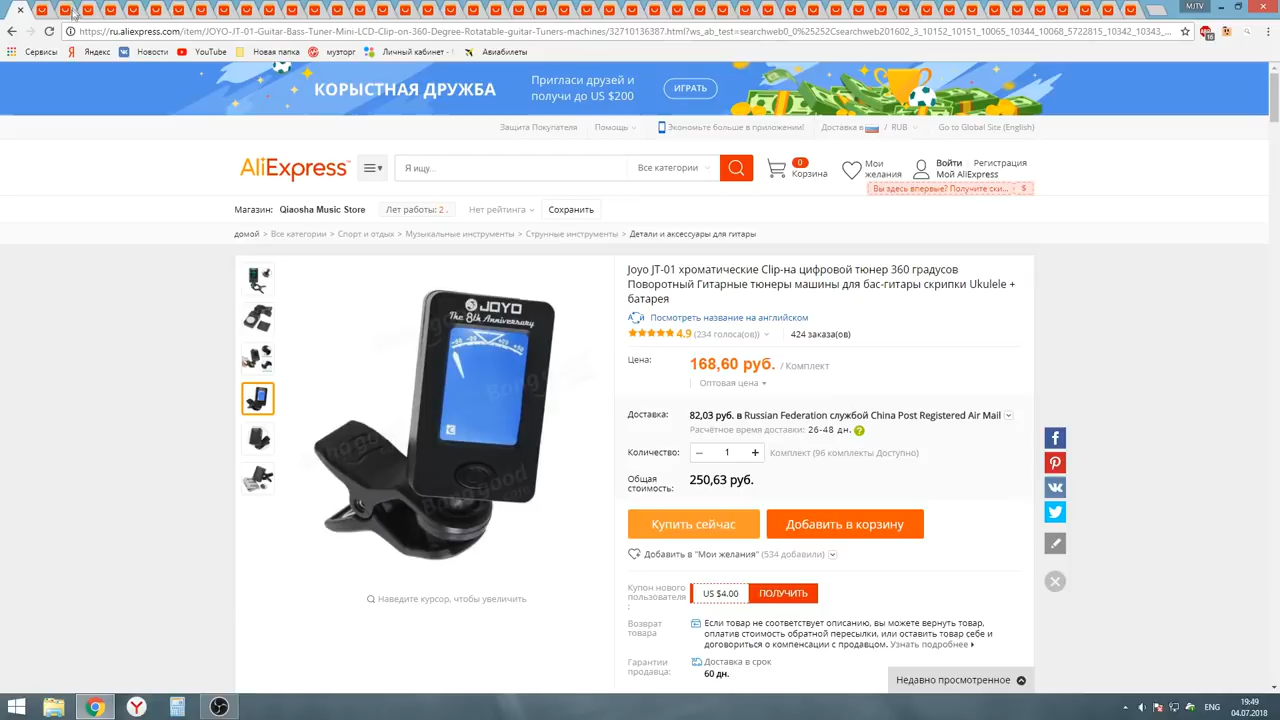 M:TV
https://ru.aliexpress.com/item/JOYO-JT-01-Guitar-Bass-Tuner-Mini-LCD-Clip-on-360-Degree-Rotatable-guitar-Tuners-machines/32710136387.html?ws_ab_test=searchweb0_0%25252Csearchweb201602_3_10152_10151_10065_10344_10068_5722815_10342_10343_...
Сервисы Яндекс Новости YouTube Новая папка музторг Личный кабинет - Авиабилеты
КОРЫСТНАЯ ДРУЖБА
Пригласи друзей и
получи до US $200
ИГРАТЬ
Защита Покупателя Помощь Экономьте больше в приложении! Доставка в / RUB Go to Global Site (English)
AliExpress™
Я ищу...
Все категории
0
Корзина
Мои
желания
Войти Регистрация
Мой AliExpress
Вы здесь впервые? Получите ски... $
Магазин: Qiaosha Music Store Лет работы: 2 . Нет рейтинга Сохранить
домой > Все категории > Спорт и отдых > Музыкальные инструменты > Струнные инструменты > Детали и аксессуары для гитары
Joyo JT-01 хроматические Clip-на цифровой тюнер 360 градусов
Поворотный Гитарные тюнеры машины для бас-гитары скрипки Ukulele +
батарея
Посмотреть название на английском
4.9 (234 голоса(ов)) 424 заказа(ов)
Цена: 168,60 руб. / Комплект
Оптовая цена
Доставка: 82,03 руб. в Russian Federation службой China Post Registered Air Mail
Расчётное время доставки: 26-48 дн.
Количество: − 1 + Комплект (96 комплекты Доступно)
Общая
стоимость:
250,63 руб.
Купить сейчас Добавить в корзину
Добавить в "Мои желания" (534 добавили)
Купон нового
пользователя
:
US $4.00 ПОЛУЧИТЬ
Возврат
товара
Если товар не соответствует описанию, вы можете вернуть товар,
оплатив стоимость обратной пересылки, или оставить товар себе и
договориться о компенсации с продавцом. Узнать подробнее
Гарантии
продавца:
Доставка в срок
60 дн.
JOYO
The 8th Anniversary
Banggood
Наведите курсор, чтобы увеличить
Недавно просмотренное
ENG
19:49
04.07.2018